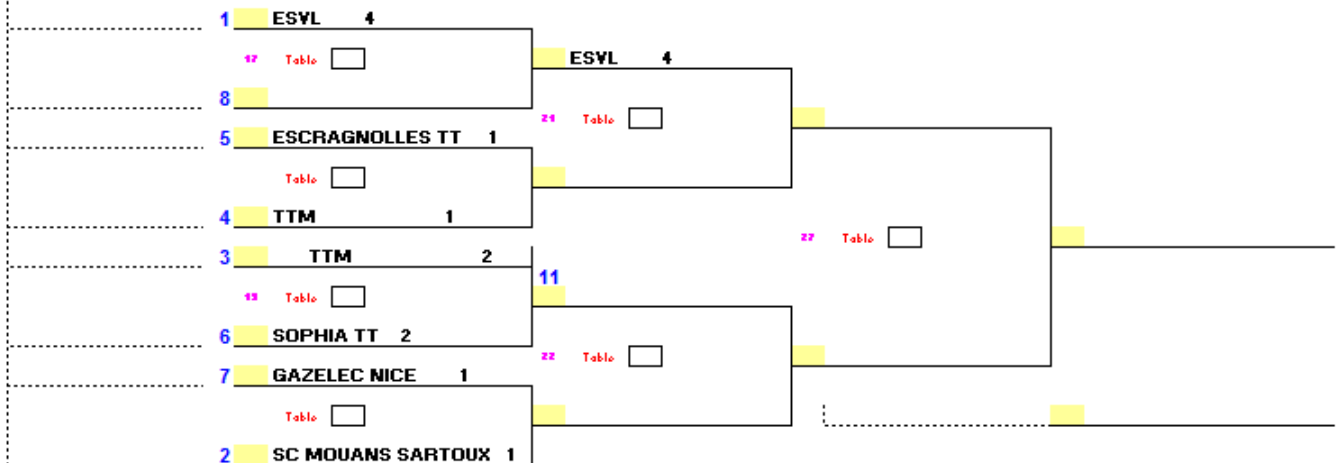 1 ESVL 4
17 Table
ESVL 4
8
21 Table
5 ESCRAGNOLLES TT 1
Table
4 TTM 1
22 Table
3 TTM 2
11
19 Table
6 SOPHIA TT 2
22 Table
7 GAZELEC NICE 1
Table
2 SC MOUANS SARTOUX 1